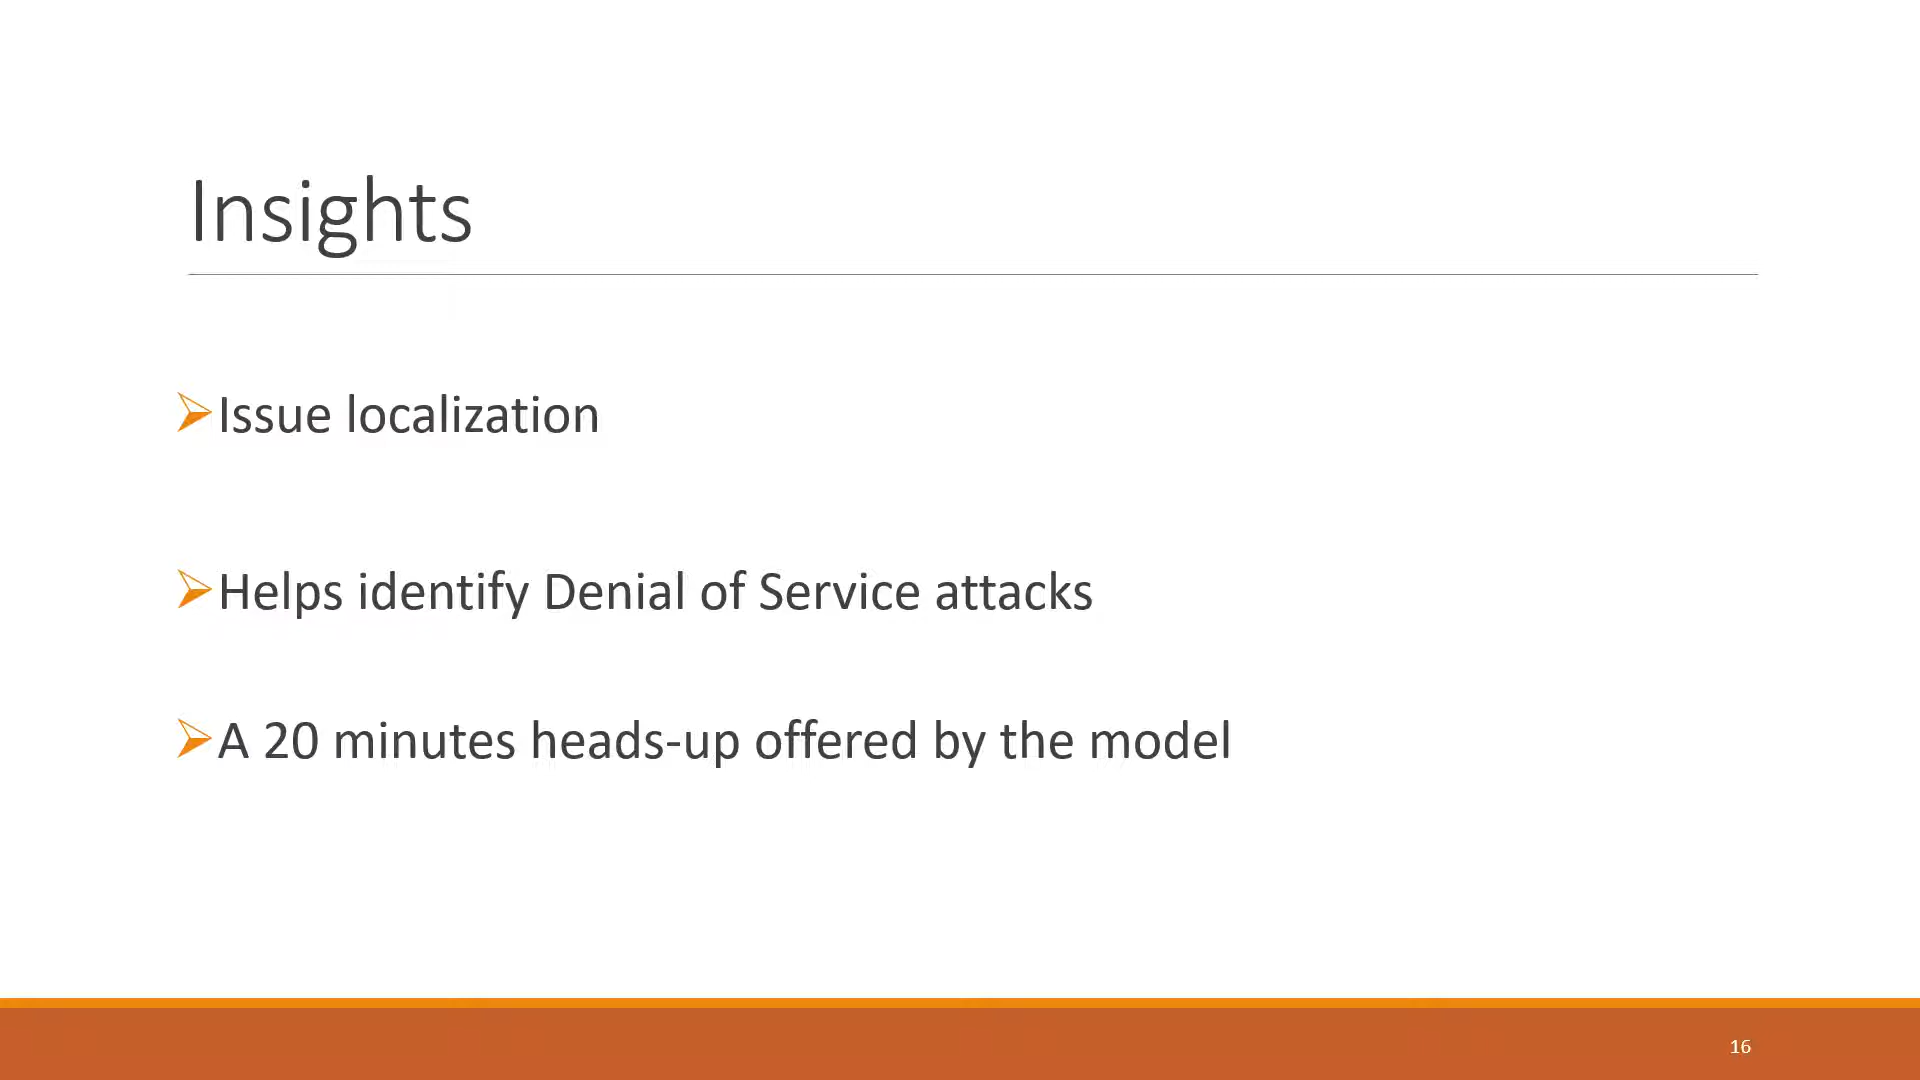 Insights
Issue localization
Helps identify Denial of Service attacks
A 20 minutes heads-up offered by the model
16